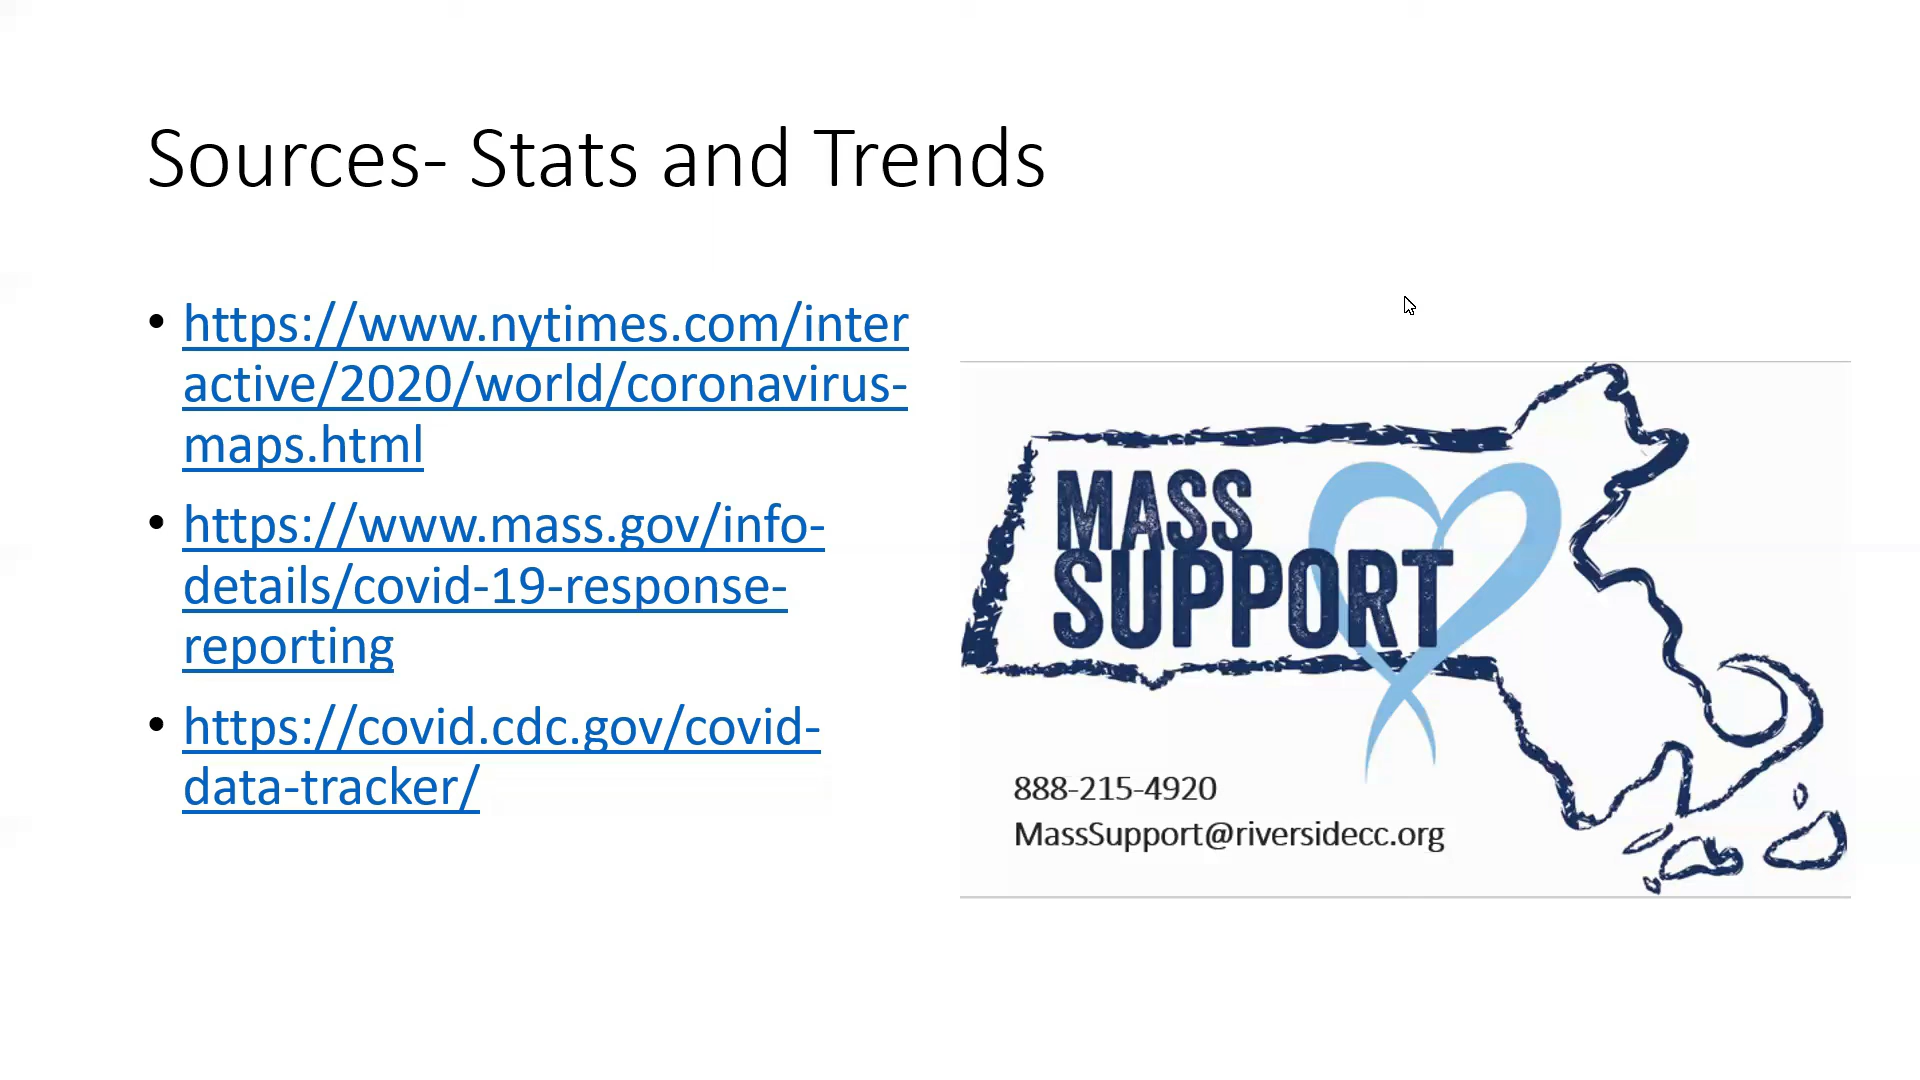 Sources- Stats and Trends
• https://www.nytimes.com/inter
active/2020/world/coronavirus-
maps.html
• https://www.mass.gov/info-
details/covid-19-response-
reporting
• https://covid.cdc.gov/covid-
data-tracker/
MASS
SUPPORT
888-215-4920
MassSupport@riversidecc.org